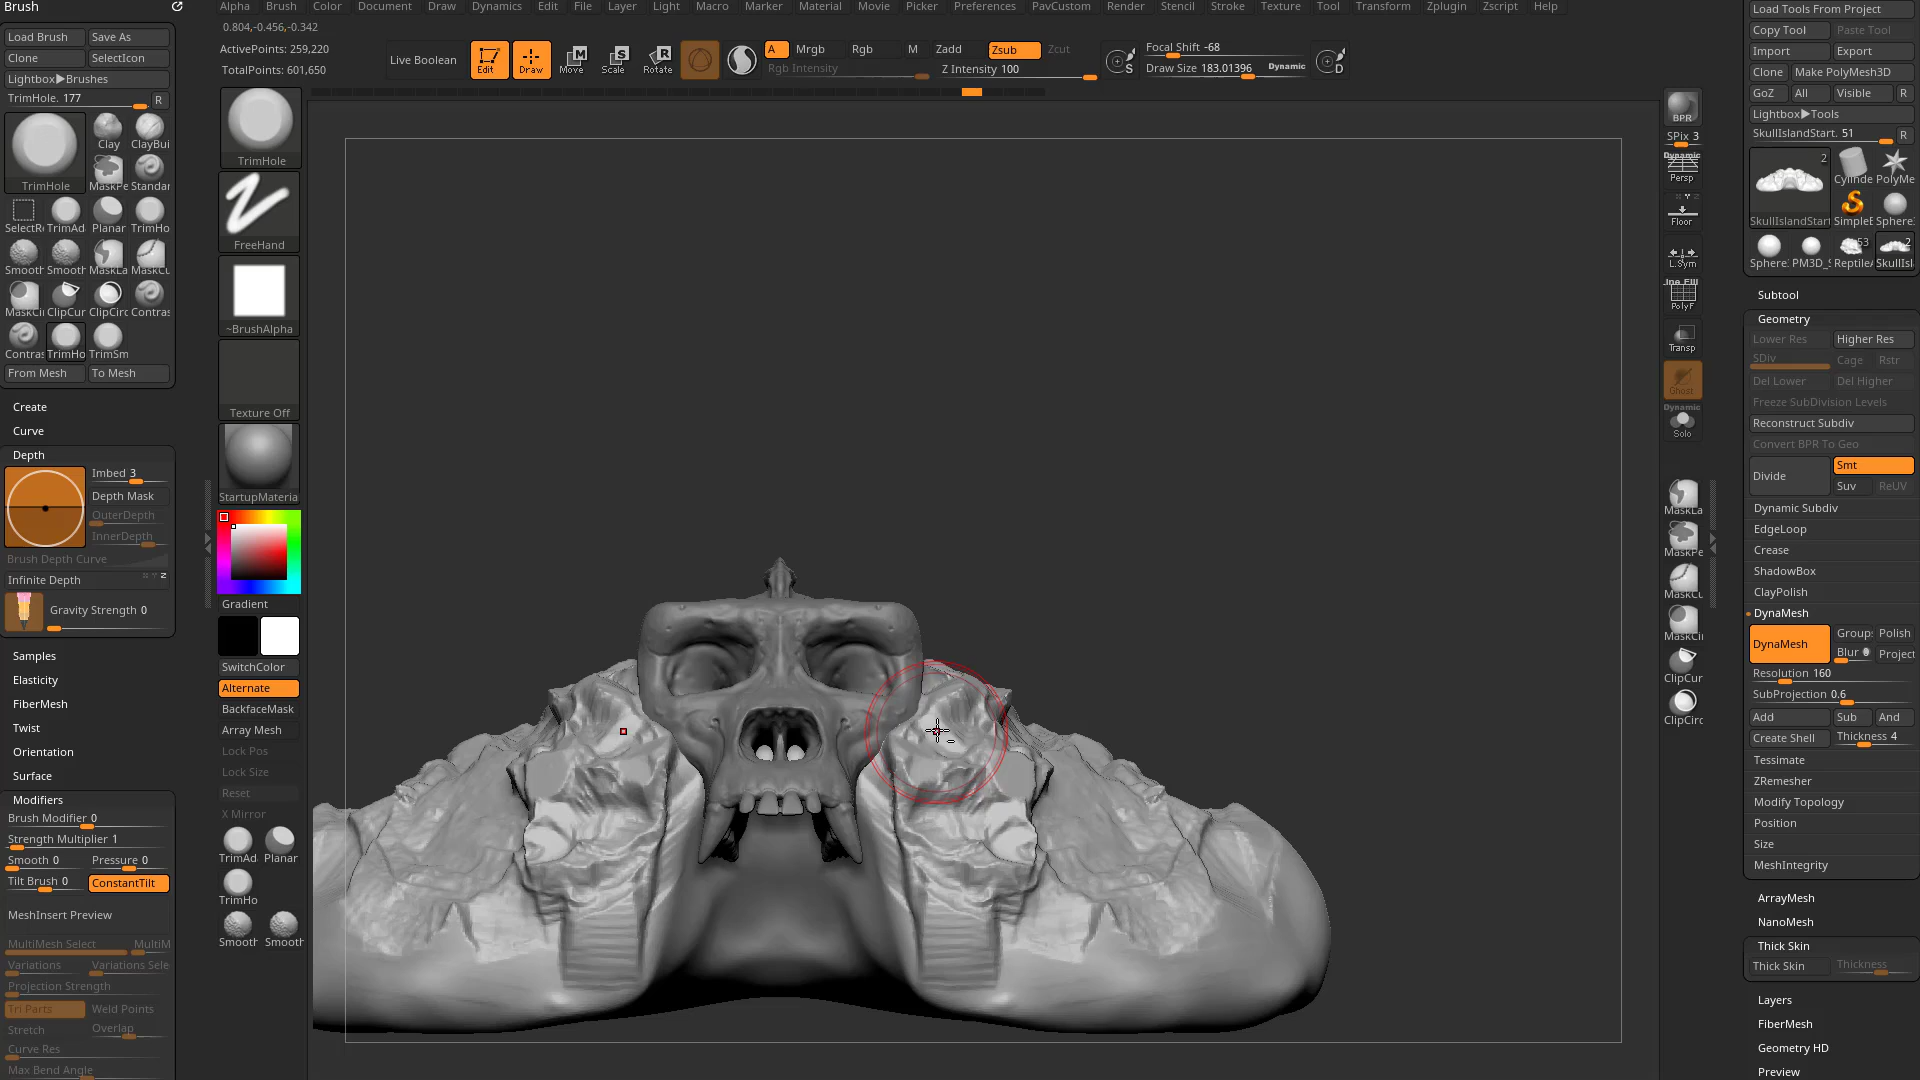 Brush
Alpha Brush Color Document Draw Dynamics Edit File Layer Light Macro Marker Material Movie Picker Preferences PavCustom Render Stencil Stroke Texture Tool Transform Zplugin Zscript Help
0.804,-0.456,-0.342
ActivePoints: 259,220
TotalPoints: 601,650
Live Boolean
Edit
Draw
Move
Scale
Rotate
A
Mrgb
Rgb
M
Zadd
Zsub
Zcut
Rgb Intensity
Z Intensity 100
S
Focal Shift -68
Draw Size 183.01396
Dynamic
D
Load Brush
Save As
Clone
SelectIcon
Lightbox▶Brushes
TrimHole. 177
R
TrimHole
Clay
ClayBui
MaskPe
Standar
SelectR
TrimAd
Planar
TrimHo
Smooth
Smooth
MaskLa
MaskCu
MaskCi
ClipCur
ClipCirc
Contras
Contras
TrimHo
TrimSm
From Mesh
To Mesh
Create
Curve
Depth
Imbed 3
Depth Mask
OuterDepth
InnerDepth
Brush Depth Curve
Infinite Depth
Gravity Strength 0
Samples
Elasticity
FiberMesh
Twist
Orientation
Surface
Modifiers
Brush Modifier 0
Strength Multiplier 1
Smooth 0
Pressure 0
Tilt Brush 0
ConstantTilt
MeshInsert Preview
MultiMesh Select
MultiM
Variations
Variations Sele
Projection Strength
Tri Parts
Weld Points
Stretch
Overlap
Curve Res
Max Bend Angle
TrimHole
FreeHand
~BrushAlpha
Texture Off
StartupMateria
Gradient
SwitchColor
Alternate
BackfaceMask
Array Mesh
Lock Pos
Lock Size
Reset
X Mirror
TrimAd
Planar
TrimHo
Smooth
Smooth
BPR
SPix 3
Dynamic
Persp
Floor
L.Sym
Line Fill
PolyF
Transp
Ghost
Dynamic
Solo
MaskLa
MaskPe
MaskCu
MaskCi
ClipCur
ClipCirc
Load Tools From Project
Copy Tool
Paste Tool
Import
Export
Clone
Make PolyMesh3D
GoZ
All
Visible
R
Lightbox▶Tools
SkullIslandStart. 51
R
2
SkullIslandStart
Cylinde
PolyMe
SimpleB
Sphere
Sphere
PM3D_S
53
ReptileA
2
SkullIsl
Subtool
Geometry
Lower Res
Higher Res
SDiv
Cage
Rstr
Del Lower
Del Higher
Freeze SubDivision Levels
Reconstruct Subdiv
Convert BPR To Geo
Divide
Smt
Suv
ReUV
Dynamic Subdiv
EdgeLoop
Crease
ShadowBox
ClayPolish
DynaMesh
DynaMesh
Group
Polish
Blur
Project
Resolution 160
SubProjection 0.6
Add
Sub
And
Create Shell
Thickness 4
Tessimate
ZRemesher
Modify Topology
Position
Size
MeshIntegrity
ArrayMesh
NanoMesh
Thick Skin
Thick Skin
Thickness
Layers
FiberMesh
Geometry HD
Preview